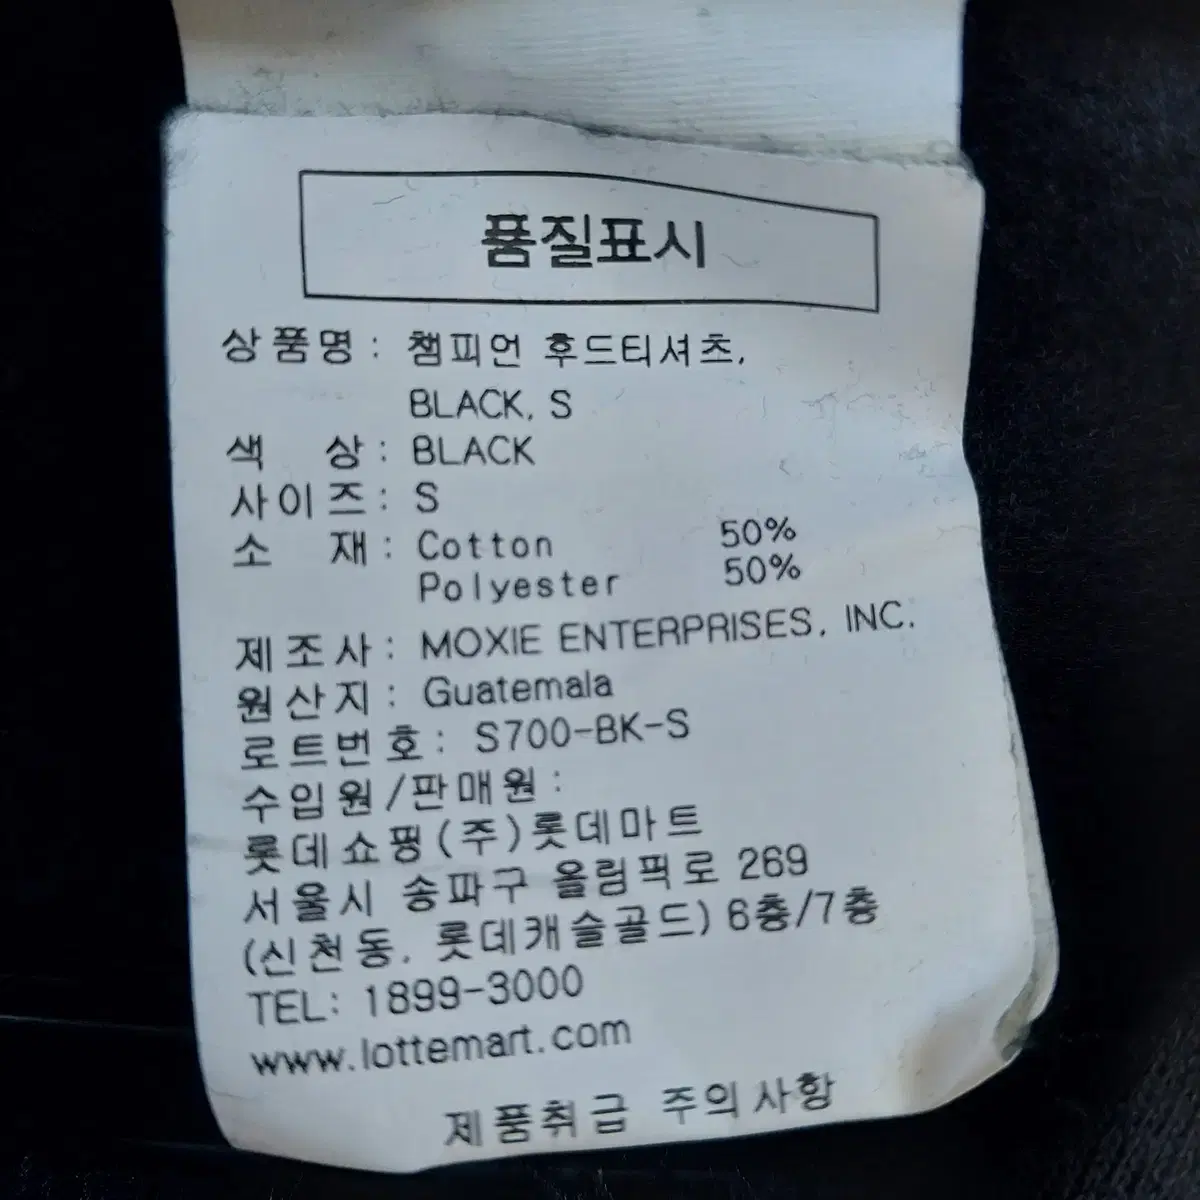 품질표시
상품명 : 챔피언 후드티셔츠,
BLACK, S
색 상 : BLACK
사이즈 : S
소 재 : Cotton 50%
Polyester 50%
제조사 : MOXIE ENTERPRISES, INC.
원산지 : Guatemala
로트번호 : S700-BK-S
수입원/판매원 :
롯데쇼핑(주)롯데마트
서울시 송파구 올림픽로 269
(신천동, 롯데캐슬골드) 6층/7층
TEL: 1899-3000
www.lottemart.com
제품취급 주의사항